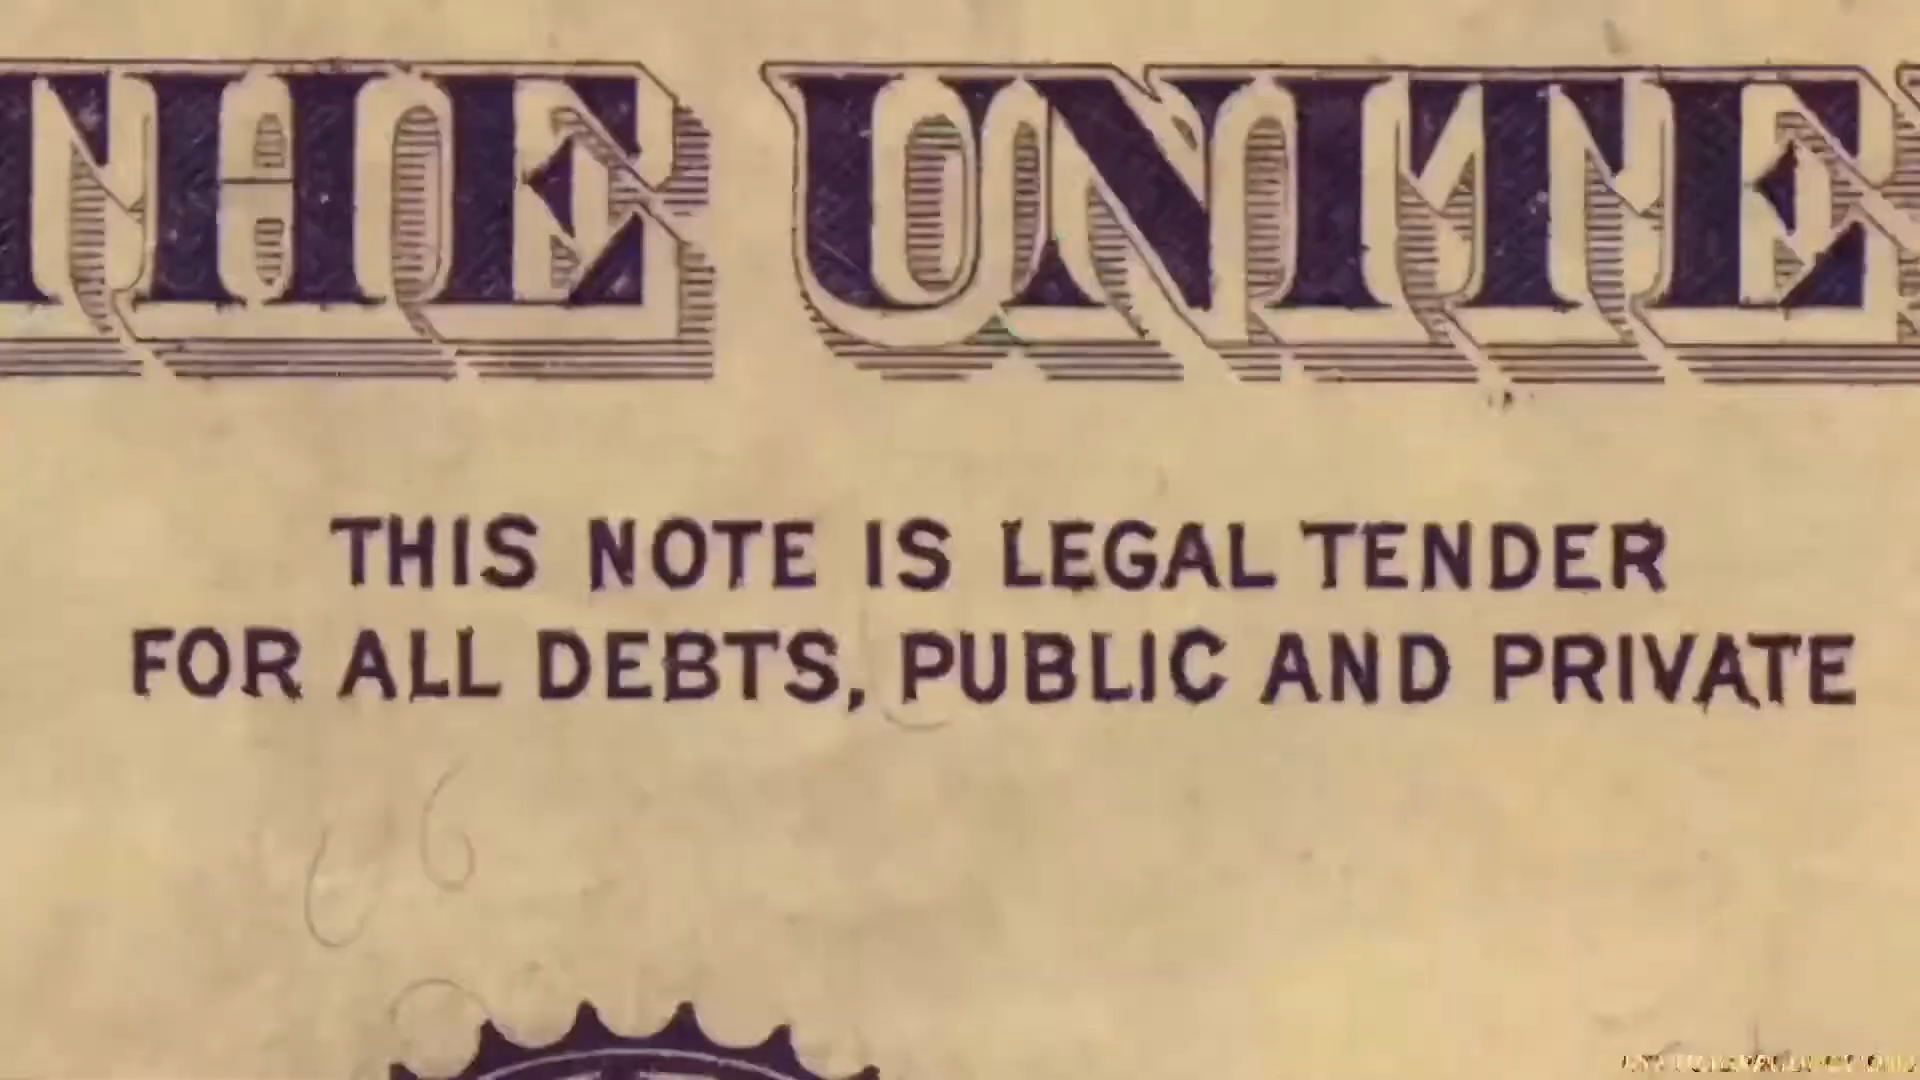 THE UNITE
THIS NOTE IS LEGAL TENDER
FOR ALL DEBTS, PUBLIC AND PRIVATE